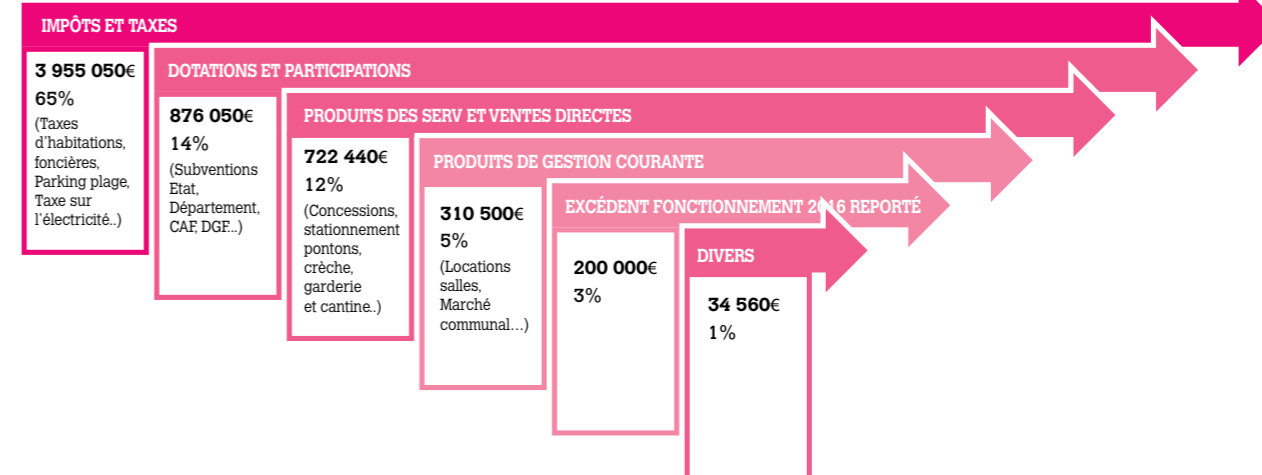 IMPÔTS ET TAXES
3 955 050€
65%
(Taxes
d'habitations,
foncières,
Parking plage,
Taxe sur
l'électricité..)
DOTATIONS ET PARTICIPATIONS
876 050€
14%
(Subventions
Etat,
Département,
CAF, DGF...)
PRODUITS DES SERV ET VENTES DIRECTES
722 440€
12%
(Concessions,
stationnement
pontons,
crèche,
garderie
et cantine..)
PRODUITS DE GESTION COURANTE
310 500€
5%
(Locations
salles,
Marché
communal...)
EXCÉDENT FONCTIONNEMENT 2016 REPORTÉ
200 000€
3%
DIVERS
34 560€
1%